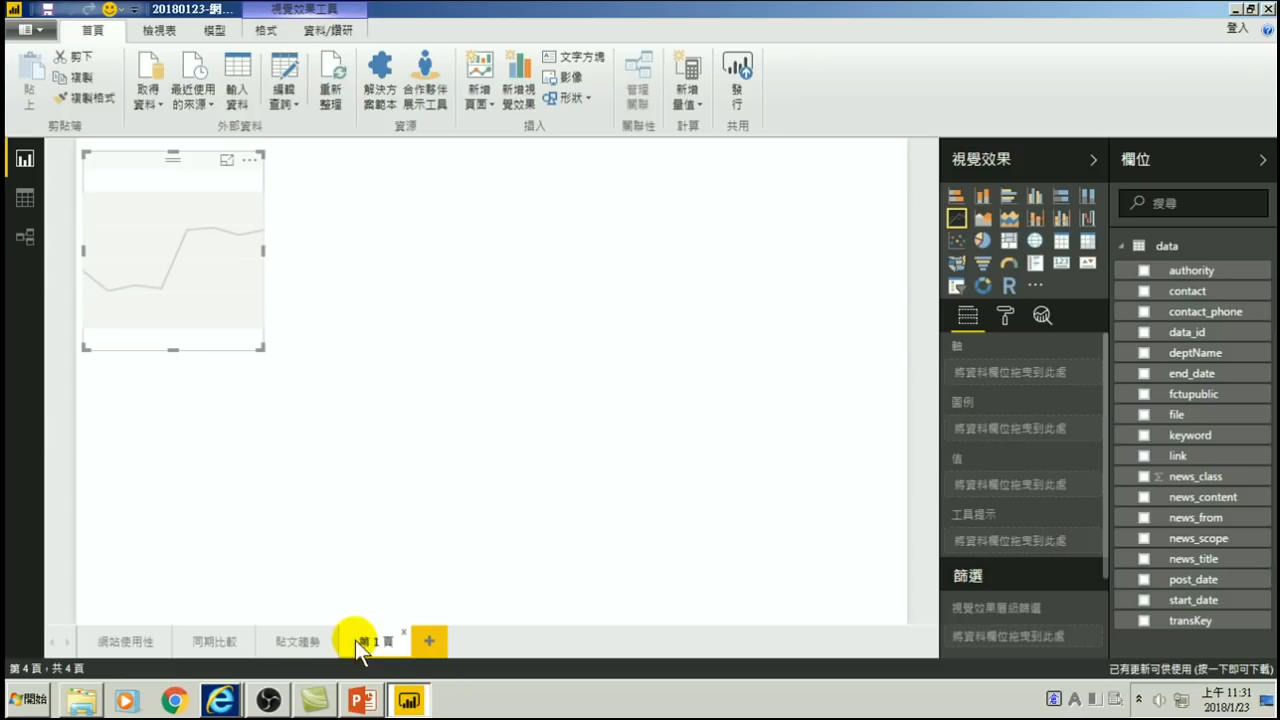 20180123-網...
視覺效果工具
首頁
檢視表
模型
格式
資料/鑽研
登入
貼上
剪下
複製
複製格式
剪貼簿
取得資料
最近使用的來源
輸入資料
編輯查詢
外部資料
重新整理
解決方案範本
合作夥伴展示工具
資源
新增頁面
新增視覺效果
文字方塊
影像
形狀
插入
管理關聯
關聯性
新增量值
計算
發行
共用
視覺效果
軸
將資料欄位拖曳到此處
圖例
將資料欄位拖曳到此處
值
將資料欄位拖曳到此處
工具提示
將資料欄位拖曳到此處
篩選
視覺效果層級篩選
將資料欄位拖曳到此處
欄位
搜尋
data
authority
contact
contact_phone
data_id
deptName
end_date
fctupublic
file
keyword
link
Σ news_class
news_content
news_from
news_scope
news_title
post_date
start_date
transKey
網站使用性
同期比較
貼文趨勢
第 1 頁
第 4 頁，共 4 頁
已有更新可供使用 (按一下即可下載)
開始
上午 11:31
2018/1/23